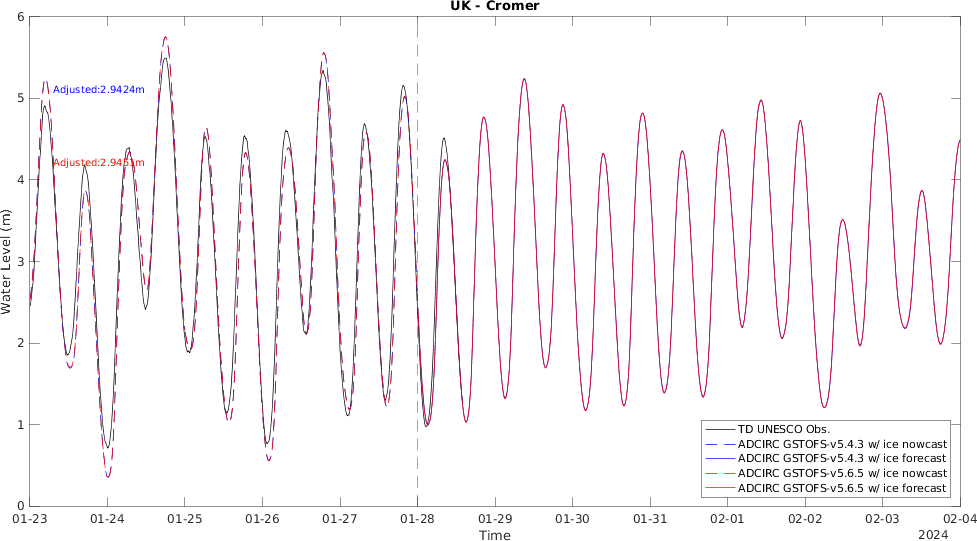 UK - Cromer
Water Level (m)
6
5
4
3
2
1
0
Adjusted:2.9424m
Adjusted:2.9451m
TD UNESCO Obs.
ADCIRC GSTOFS-v5.4.3 w/ ice nowcast
ADCIRC GSTOFS-v5.4.3 w/ ice forecast
ADCIRC GSTOFS-v5.6.5 w/ ice nowcast
ADCIRC GSTOFS-v5.6.5 w/ ice forecast
01-23 01-24 01-25 01-26 01-27 01-28 01-29 01-30 01-31 02-01 02-02 02-03 02-04
Time
2024